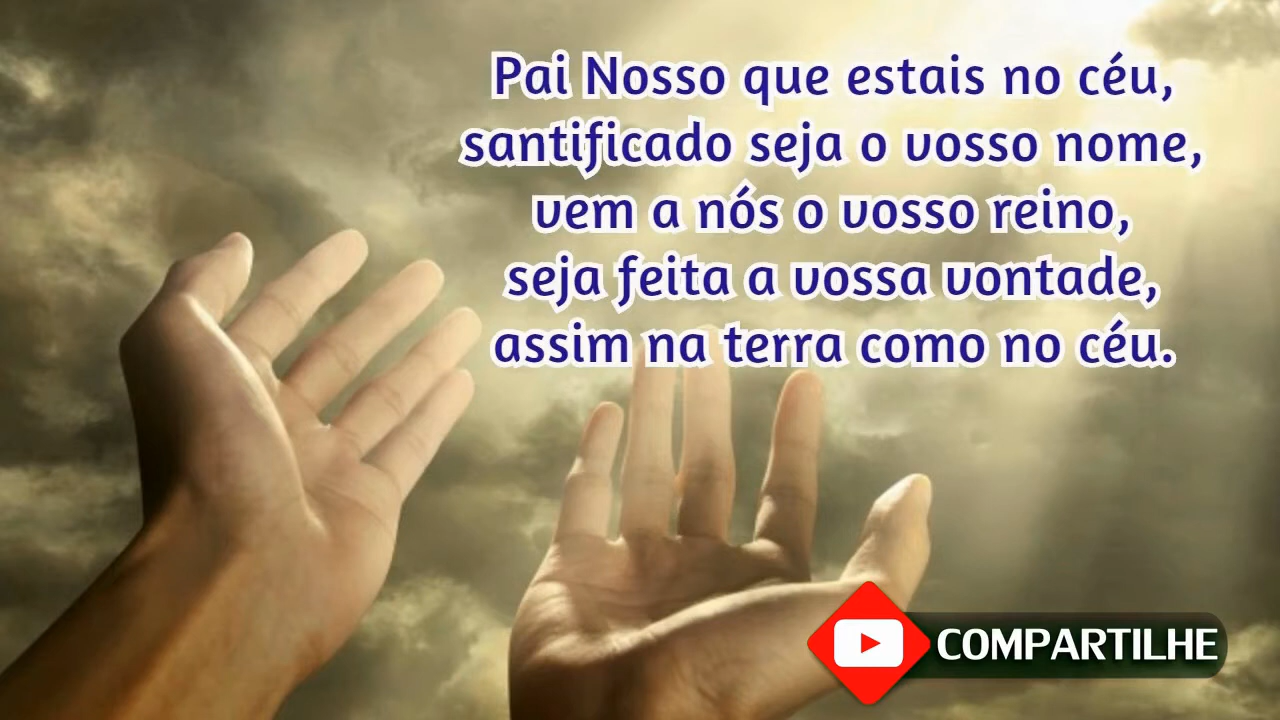 Pai Nosso que estais no céu,
santificado seja o vosso nome,
vem a nós o vosso reino,
seja feita a vossa vontade,
assim na terra como no céu.
COMPARTILHE